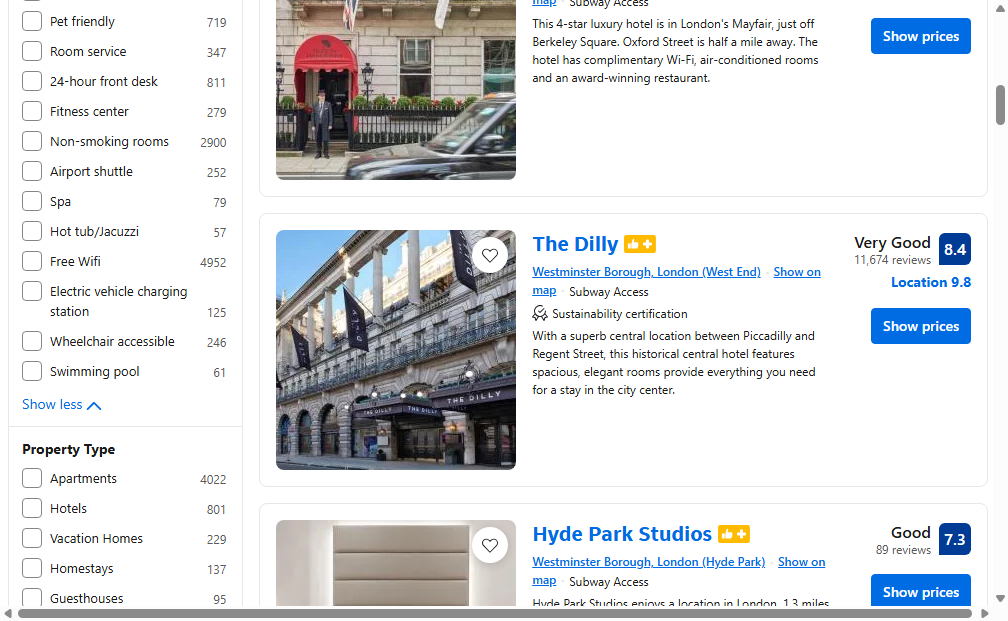 Pet friendly 719
Room service 347
24-hour front desk 811
Fitness center 279
Non-smoking rooms 2900
Airport shuttle 252
Spa 79
Hot tub/Jacuzzi 57
Free Wifi 4952
Electric vehicle charging
station 125
Wheelchair accessible 246
Swimming pool 61
Show less
Property Type
Apartments 4022
Hotels 801
Vacation Homes 229
Homestays 137
Guesthouses 95
map · Subway Access
This 4-star luxury hotel is in London's Mayfair, just off
Berkeley Square. Oxford Street is half a mile away. The
hotel has complimentary Wi-Fi, air-conditioned rooms
and an award-winning restaurant.
Show prices
THE DILLY
THE DILLY
THE DILLY
The Dilly
Westminster Borough, London (West End) · Show on
map · Subway Access
Sustainability certification
With a superb central location between Piccadilly and
Regent Street, this historical central hotel features
spacious, elegant rooms provide everything you need
for a stay in the city center.
Very Good
11,674 reviews
8.4
Location 9.8
Show prices
Hyde Park Studios
Westminster Borough, London (Hyde Park) · Show on
map · Subway Access
Hyde Park Studios enjoys a location in London, 1.3 miles
Good
89 reviews
7.3
Show prices